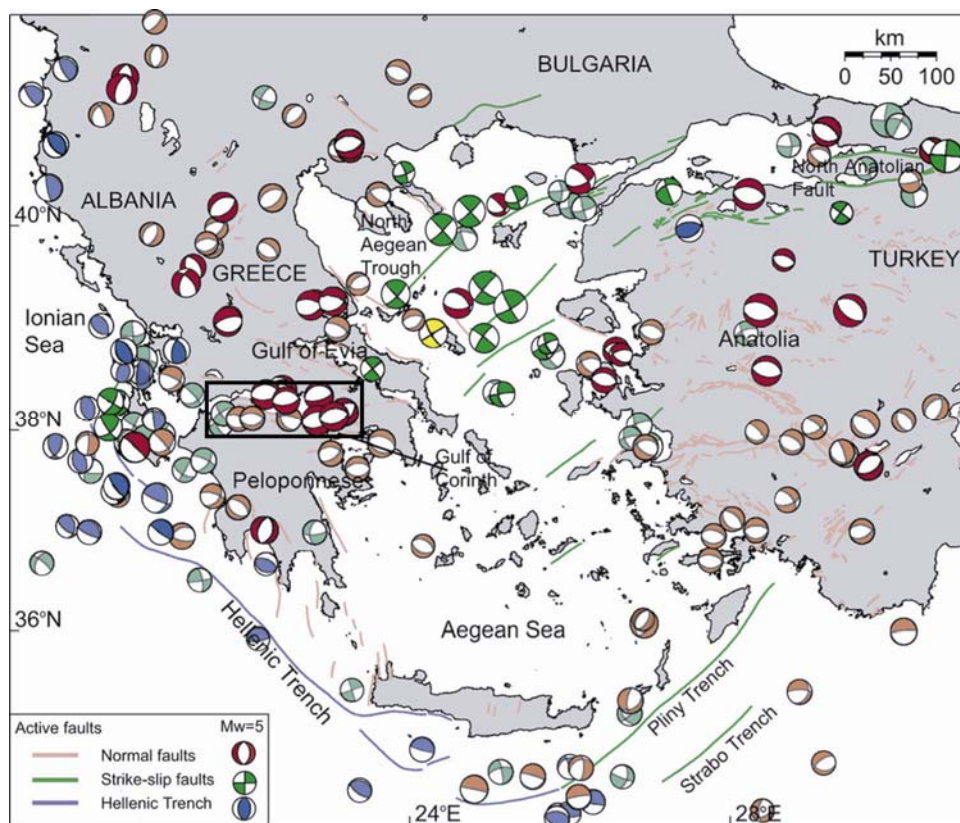 BULGARIA
km
0 50 100
North Anatolian
Fault
ALBANIA
40°N
North
Aegean
Trough
GREECE
TURKEY
Ionian
Sea
Anatolia
Gulf of Evia
38°N
Gulf of
Corinth
Peloponnese
36°N
Hellenic Trench
Aegean Sea
Pliny Trench
Strabo Trench
Active faults
Mw=5
Normal faults
Strike-slip faults
Hellenic Trench
24°E
28°E